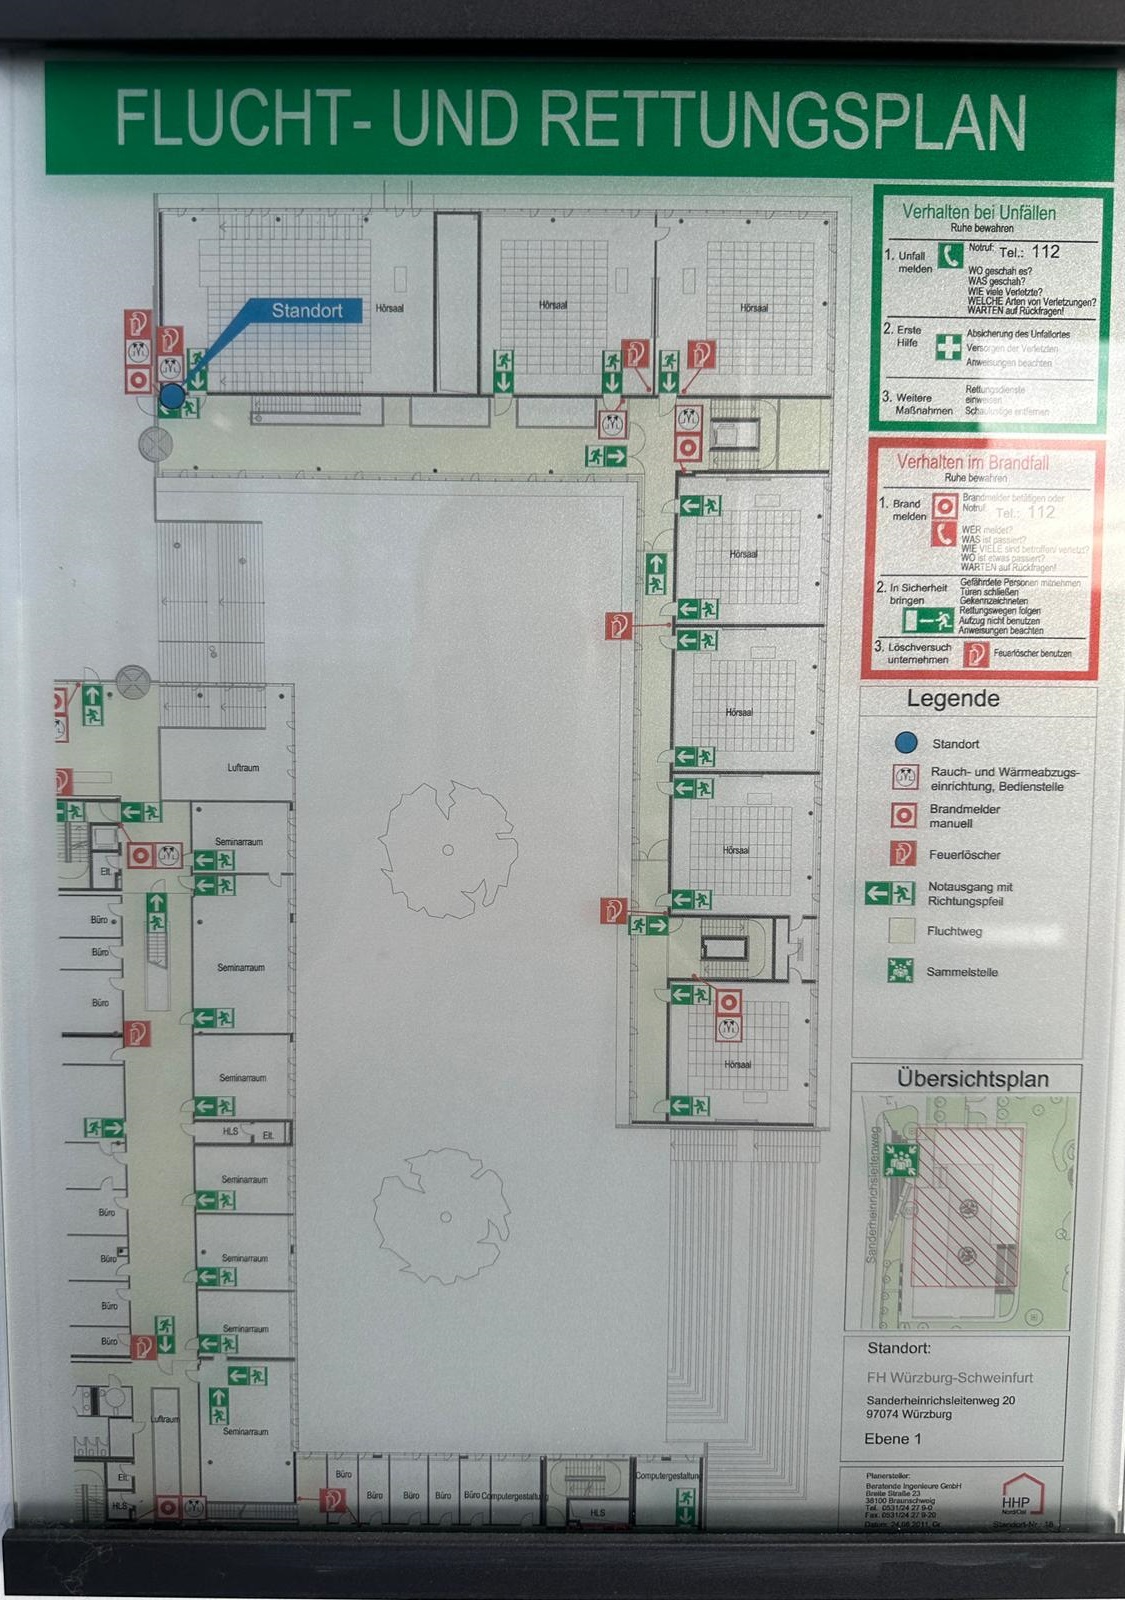 FLUCHT- UND RETTUNGSPLAN
Standort
Hörsaal
Hörsaal
Hörsaal
Hörsaal
Hörsaal
Hörsaal
Hörsaal
Luftraum
Seminarraum
Elt.
Büro
Büro
Seminarraum
Büro
Seminarraum
HLS
Elt.
Seminarraum
Büro
Büro
Seminarraum
Büro
Seminarraum
Büro
Luftraum
Seminarraum
Elt.
HLS
Büro
Büro
Büro
Büro
Büro
Computergestaltung
HLS
Computergestaltung
Verhalten bei Unfällen
Ruhe bewahren
1. Unfall melden
Notruf: Tel.: 112
WO geschah es?
WAS geschah?
WIE viele Verletzte?
WELCHE Arten von Verletzungen?
WARTEN auf Rückfragen!
2. Erste Hilfe
Absicherung des Unfallortes
Versorgen der Verletzten
Anweisungen beachten
3. Weitere Maßnahmen
Rettungsdienste
einweisen
Schaulustige entfernen
Verhalten im Brandfall
Ruhe bewahren
1. Brand melden
Brandmelder betätigen oder
Notruf Tel.: 112
WER meldet?
WAS ist passiert?
WIE VIELE sind betroffen/ verletzt?
WO ist etwas passiert?
WARTEN auf Rückfragen!
2. In Sicherheit bringen
Gefährdete Personen mitnehmen
Türen schließen
Gekennzeichneten
Rettungswegen folgen
Aufzug nicht benutzen
Anweisungen beachten
3. Löschversuch unternehmen
Feuerlöscher benutzen
Legende
Standort
Rauch- und Wärmeabzugs-
einrichtung, Bedienstelle
Brandmelder
manuell
Feuerlöscher
Notausgang mit
Richtungspfeil
Fluchtweg
Sammelstelle
Übersichtsplan
Sanderheinrichsleitenweg
Standort:
FH Würzburg-Schweinfurt
Sanderheinrichsleitenweg 20
97074 Würzburg
Ebene 1
Planersteller:
Beratende Ingenieure GmbH
Breite Straße 23
38100 Braunschweig
Tel. 0531/24 27 9-0
Fax. 0531/24 27 9-20
HHP
Nord/Ost